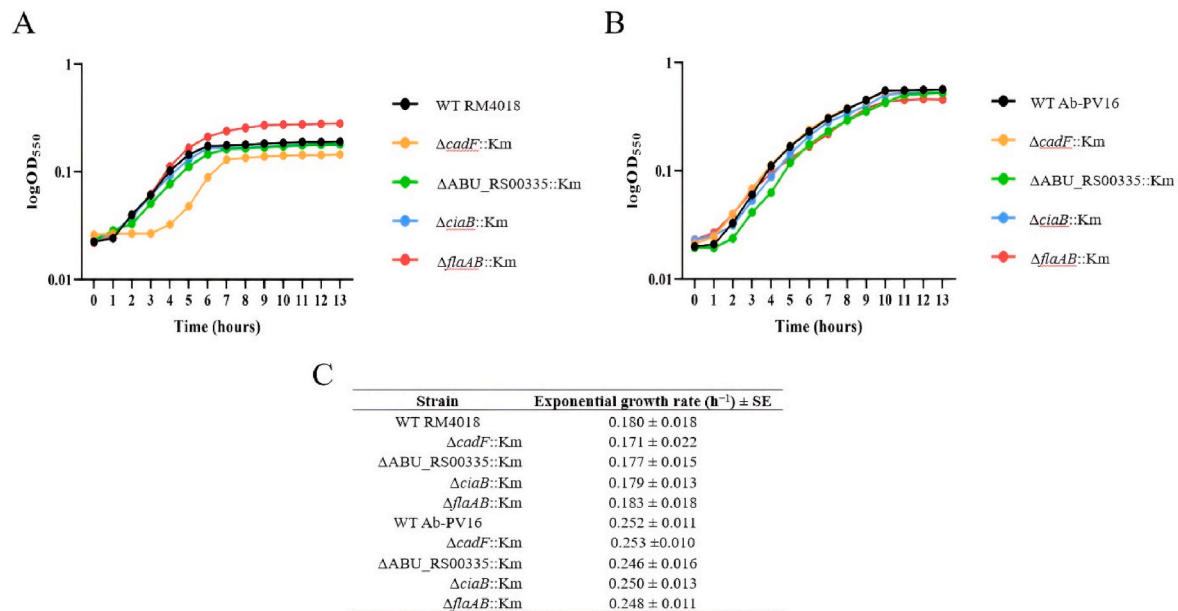 A
1
0.1
0.01
logOD550
0 1 2 3 4 5 6 7 8 9 10 11 12 13
Time (hours)
WT RM4018
ΔcadF::Km
ΔABU_RS00335::Km
ΔciaB::Km
ΔflaAB::Km
B
1
0.1
0.01
logOD550
0 1 2 3 4 5 6 7 8 9 10 11 12 13
Time (hours)
WT Ab-PV16
ΔcadF::Km
ΔABU_RS00335::Km
ΔciaB::Km
ΔflaAB::Km
C
Strain Exponential growth rate (h⁻¹) ± SE
WT RM4018 0.180 ± 0.018
ΔcadF::Km 0.171 ± 0.022
ΔABU_RS00335::Km 0.177 ± 0.015
ΔciaB::Km 0.179 ± 0.013
ΔflaAB::Km 0.183 ± 0.018
WT Ab-PV16 0.252 ± 0.011
ΔcadF::Km 0.253 ±0.010
ΔABU_RS00335::Km 0.246 ± 0.016
ΔciaB::Km 0.250 ± 0.013
ΔflaAB::Km 0.248 ± 0.011